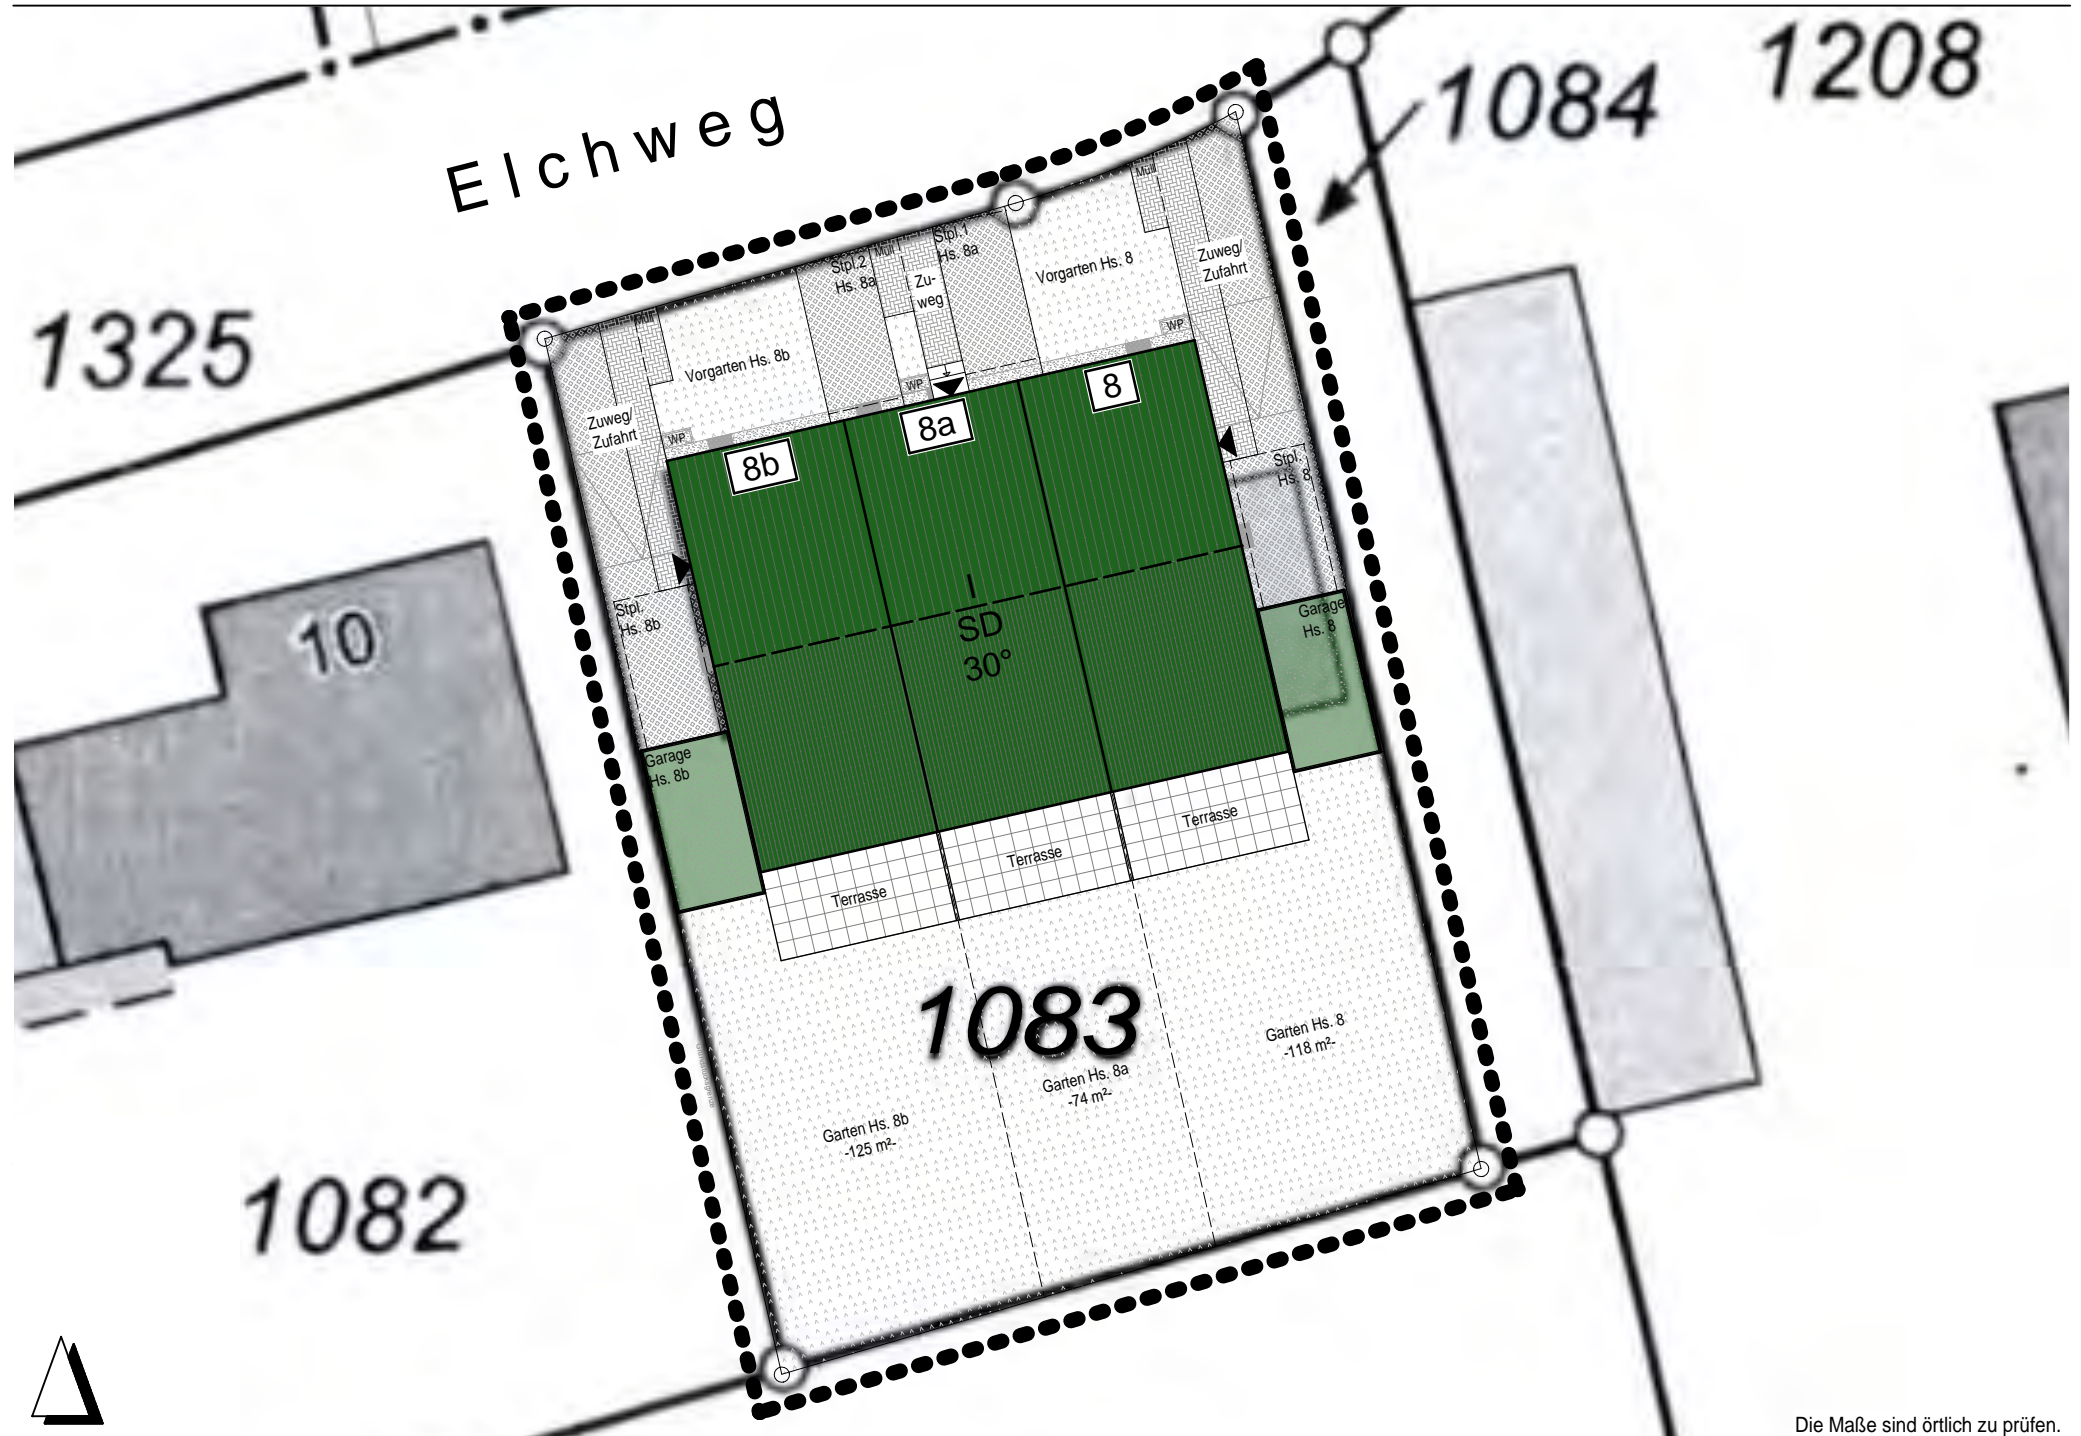 1208
1084
Elchweg
1325
Müll
Stpl.1
Hs. 8a
Stpl.2
Hs. 8a
Müll
Zu-
weg
Vorgarten Hs. 8
Zuweg/
Zufahrt
Müll
Vorgarten Hs. 8b
WP
WP
WP
Zuweg/
Zufahrt
8
8a
8b
Stpl.
Hs. 8
Stpl.
Hs. 8b
I
SD
30°
Garage
Hs. 8
Garage
Hs. 8b
10
Terrasse
Terrasse
Terrasse
1083
Garten Hs. 8
-118 m²-
Garten Hs. 8a
-74 m²-
Garten Hs. 8b
-125 m²-
1082
Die Maße sind örtlich zu prüfen.